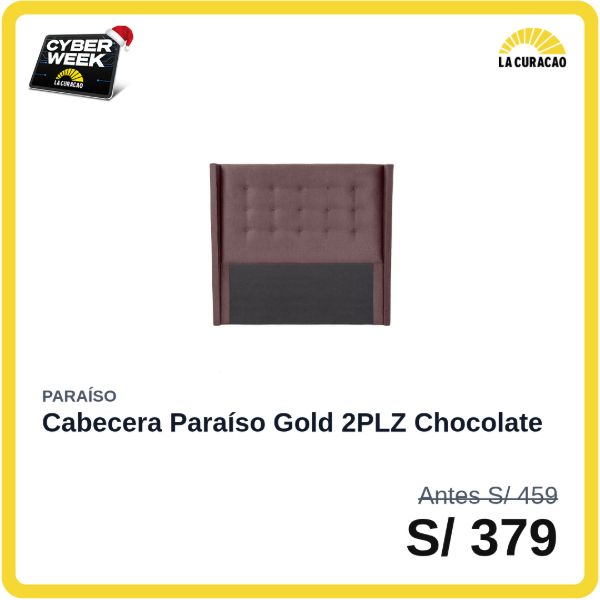 CYBER
WEEK
LA CURACAO
LA CURACAO
PARAÍSO
Cabecera Paraíso Gold 2PLZ Chocolate
Antes S/ 459
S/ 379